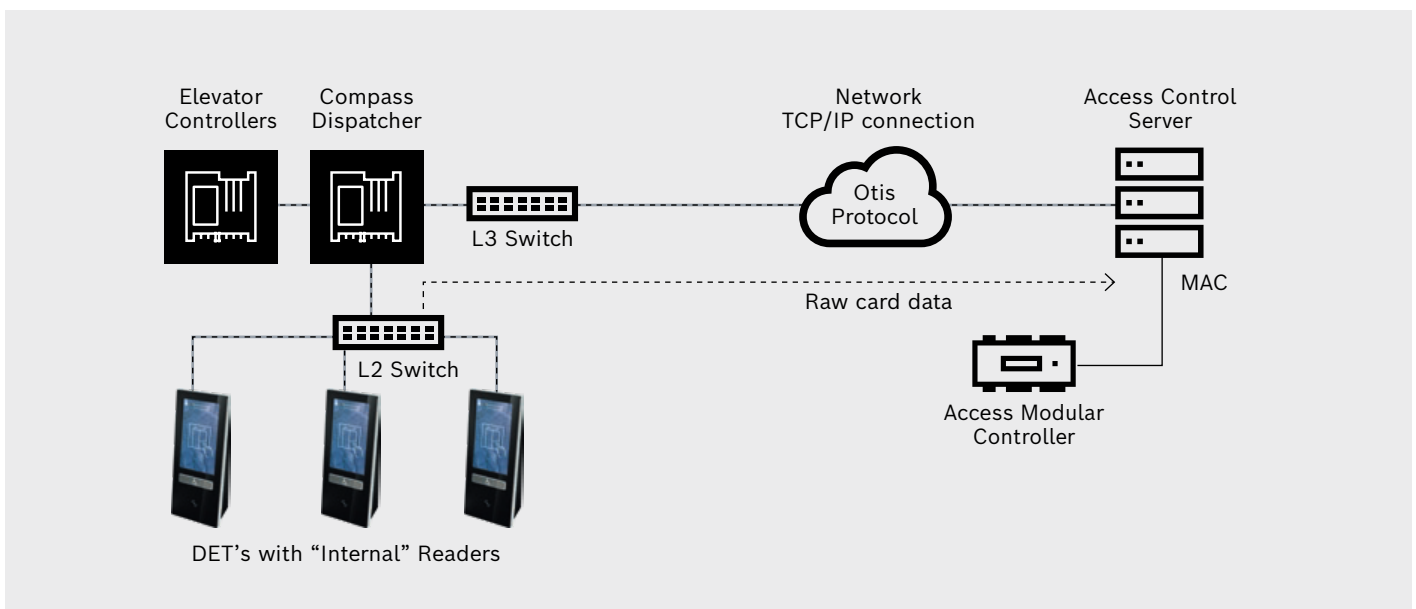 Elevator
Controllers
Compass
Dispatcher
Network
TCP/IP connection
Access Control
Server
Otis
Protocol
L3 Switch
MAC
Raw card data
L2 Switch
Access Modular
Controller
DET’s with “Internal” Readers